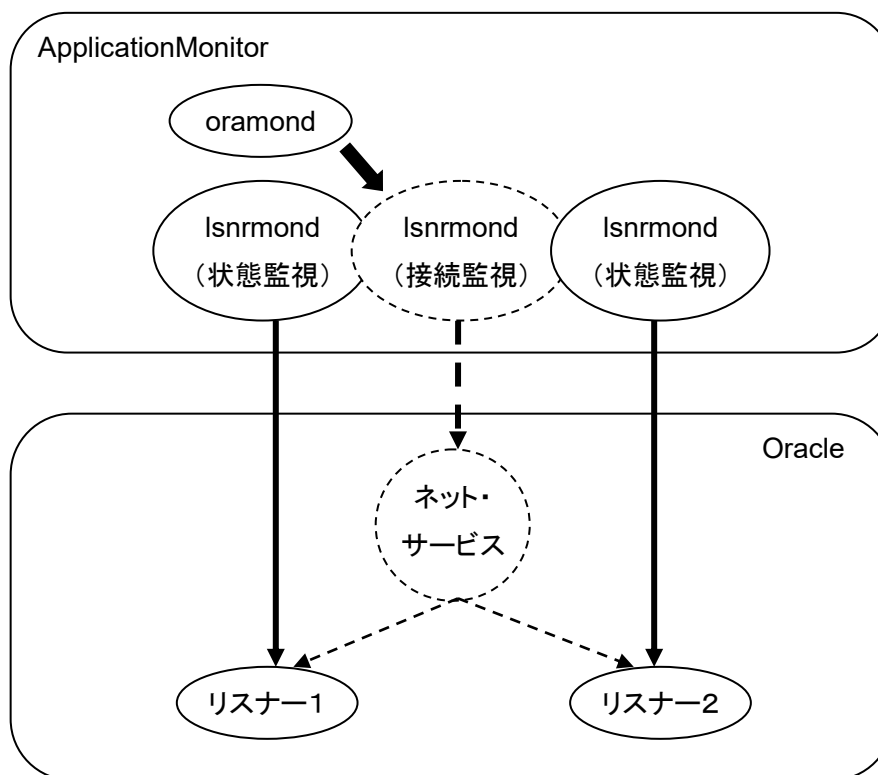 ApplicationMonitor
oramond
lsnrmond
（状態監視）
lsnrmond
（接続監視）
lsnrmond
（状態監視）
Oracle
ネット・
サービス
リスナー１
リスナー２